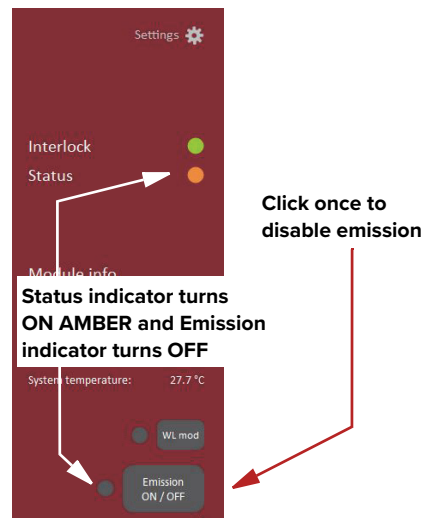 Settings
Interlock
Status
Click once to
disable emission
Module info
Status indicator turns
ON AMBER and Emission
indicator turns OFF
System temperature: 27.7 °C
WL mod
Emission
ON / OFF